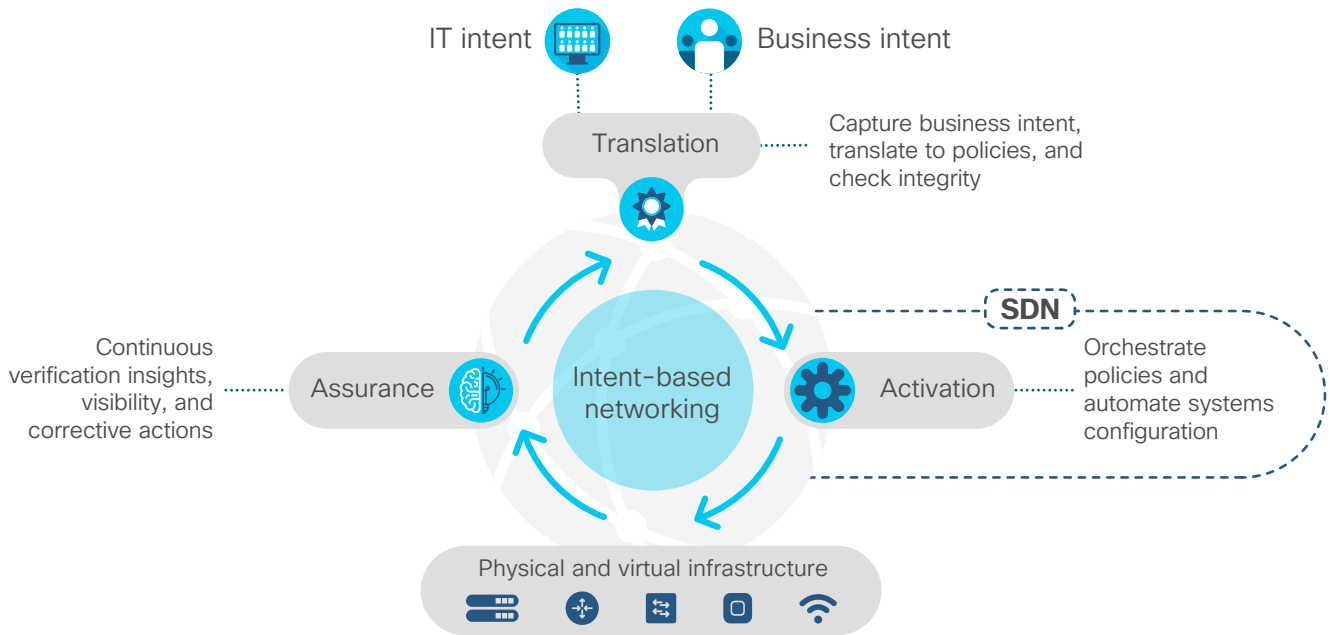 IT intent
Business intent
Translation
Capture business intent,
translate to policies, and
check integrity
SDN
Continuous
verification insights,
visibility, and
corrective actions
Assurance
Intent-based
networking
Activation
Orchestrate
policies and
automate systems
configuration
Physical and virtual infrastructure